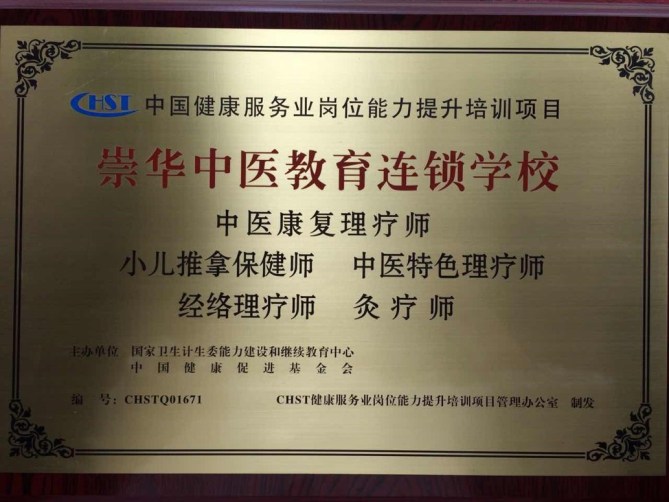 CHST 中国健康服务业岗位能力提升培训项目
崇华中医教育连锁学校
中医康复理疗师
小儿推拿保健师 中医特色理疗师
经络理疗师 灸疗师
主办单位 国家卫生计生委能力建设和继续教育中心
中国健康促进基金会
编 号：CHSTQ01671 CHST健康服务业岗位能力提升培训项目管理办公室 制发